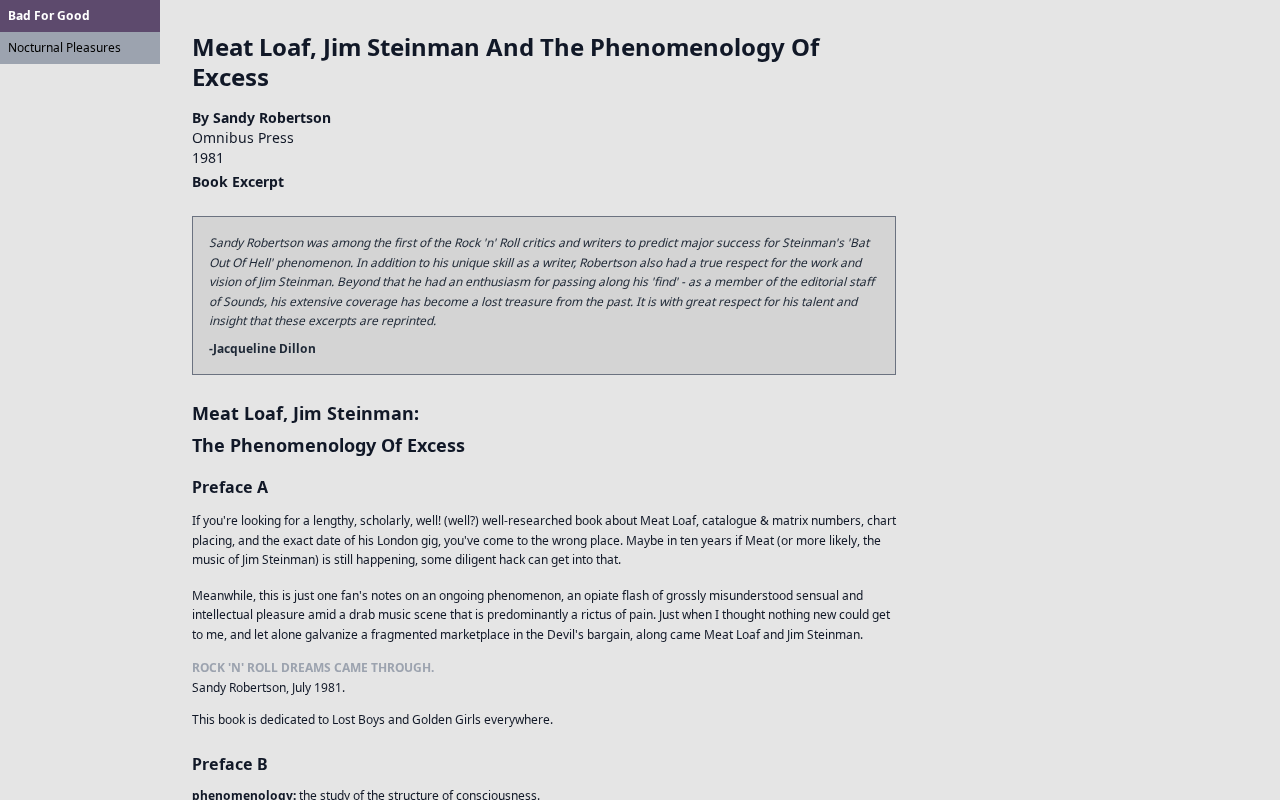 Bad For Good
Nocturnal Pleasures
Meat Loaf, Jim Steinman And The Phenomenology Of
Excess
By Sandy Robertson
Omnibus Press
1981
Book Excerpt
Sandy Robertson was among the first of the Rock 'n' Roll critics and writers to predict major success for Steinman's 'Bat
Out Of Hell' phenomenon. In addition to his unique skill as a writer, Robertson also had a true respect for the work and
vision of Jim Steinman. Beyond that he had an enthusiasm for passing along his 'find' - as a member of the editorial staff
of Sounds, his extensive coverage has become a lost treasure from the past. It is with great respect for his talent and
insight that these excerpts are reprinted.
-Jacqueline Dillon
Meat Loaf, Jim Steinman:
The Phenomenology Of Excess
Preface A
If you're looking for a lengthy, scholarly, well! (well?) well-researched book about Meat Loaf, catalogue & matrix numbers, chart
placing, and the exact date of his London gig, you've come to the wrong place. Maybe in ten years if Meat (or more likely, the
music of Jim Steinman) is still happening, some diligent hack can get into that.
Meanwhile, this is just one fan's notes on an ongoing phenomenon, an opiate flash of grossly misunderstood sensual and
intellectual pleasure amid a drab music scene that is predominantly a rictus of pain. Just when I thought nothing new could get
to me, and let alone galvanize a fragmented marketplace in the Devil's bargain, along came Meat Loaf and Jim Steinman.
ROCK 'N' ROLL DREAMS CAME THROUGH.
Sandy Robertson, July 1981.
This book is dedicated to Lost Boys and Golden Girls everywhere.
Preface B
phenomenology: the study of the structure of consciousness.